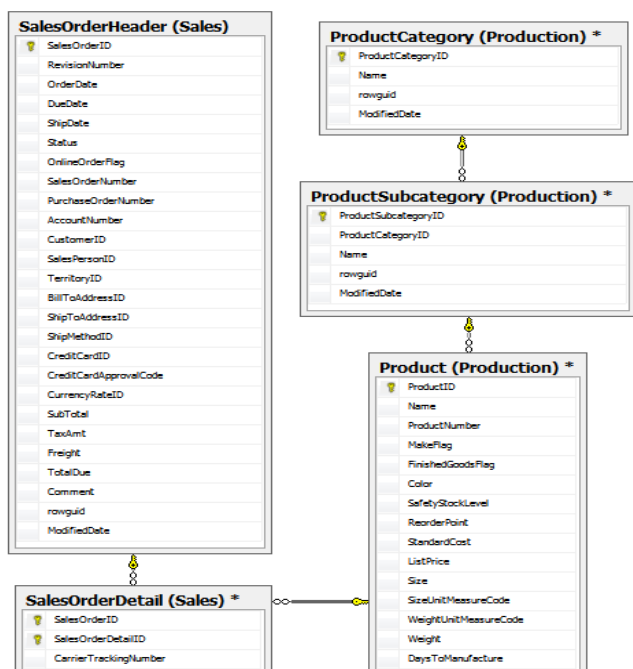 SalesOrderHeader (Sales)
SalesOrderID
RevisionNumber
OrderDate
DueDate
ShipDate
Status
OnlineOrderFlag
SalesOrderNumber
PurchaseOrderNumber
AccountNumber
CustomerID
SalesPersonID
TerritoryID
BillToAddressID
ShipToAddressID
ShipMethodID
CreditCardID
CreditCardApprovalCode
CurrencyRateID
SubTotal
TaxAmt
Freight
TotalDue
Comment
rowguid
ModifiedDate
ProductCategory (Production) *
ProductCategoryID
Name
rowguid
ModifiedDate
ProductSubcategory (Production) *
ProductSubcategoryID
ProductCategoryID
Name
rowguid
ModifiedDate
Product (Production) *
ProductID
Name
ProductNumber
MakeFlag
FinishedGoodsFlag
Color
SafetyStockLevel
ReorderPoint
StandardCost
ListPrice
Size
SizeUnitMeasureCode
WeightUnitMeasureCode
Weight
DaysToManufacture
SalesOrderDetail (Sales) *
SalesOrderID
SalesOrderDetailID
CarrierTrackingNumber